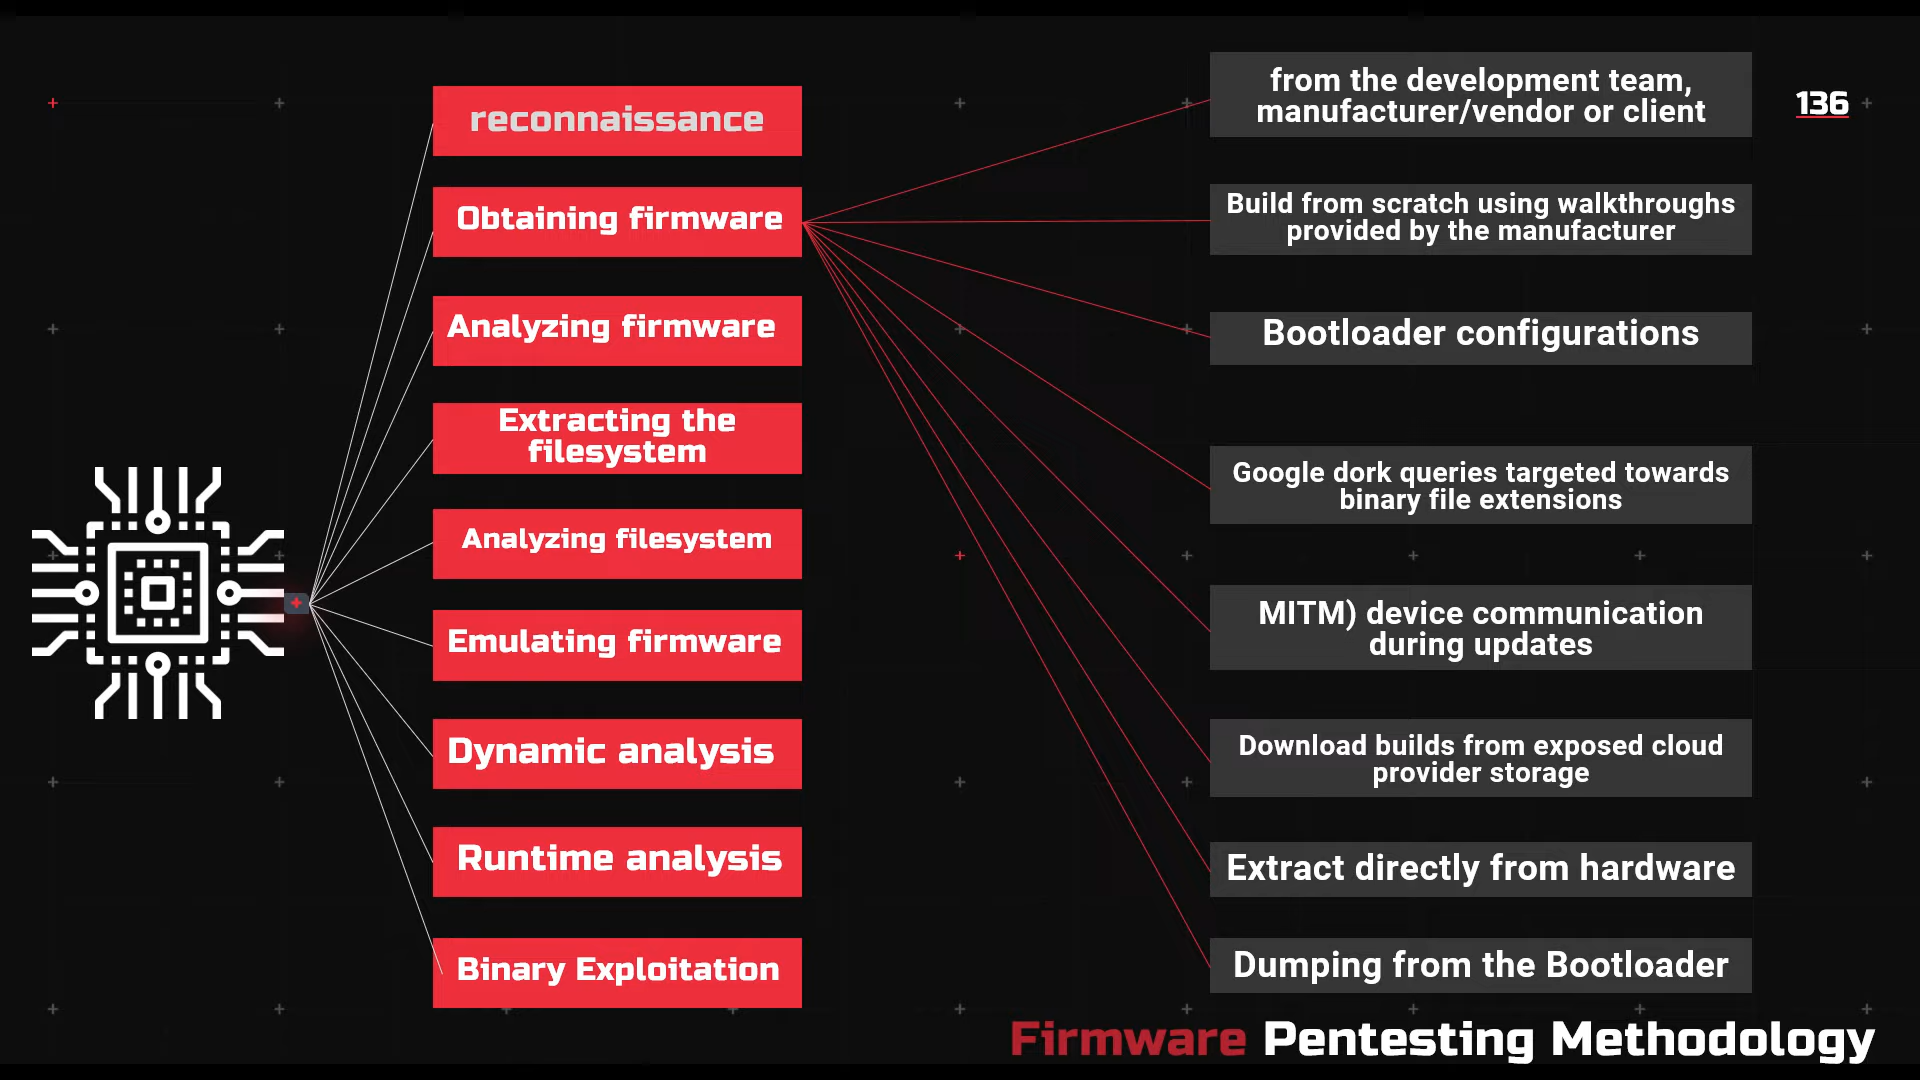 reconnaissance
Obtaining firmware
Analyzing firmware
Extracting the
filesystem
Analyzing filesystem
Emulating firmware
Dynamic analysis
Runtime analysis
Binary Exploitation
from the development team,
manufacturer/vendor or client
Build from scratch using walkthroughs
provided by the manufacturer
Bootloader configurations
Google dork queries targeted towards
binary file extensions
MITM) device communication
during updates
Download builds from exposed cloud
provider storage
Extract directly from hardware
Dumping from the Bootloader
136
Firmware Pentesting Methodology